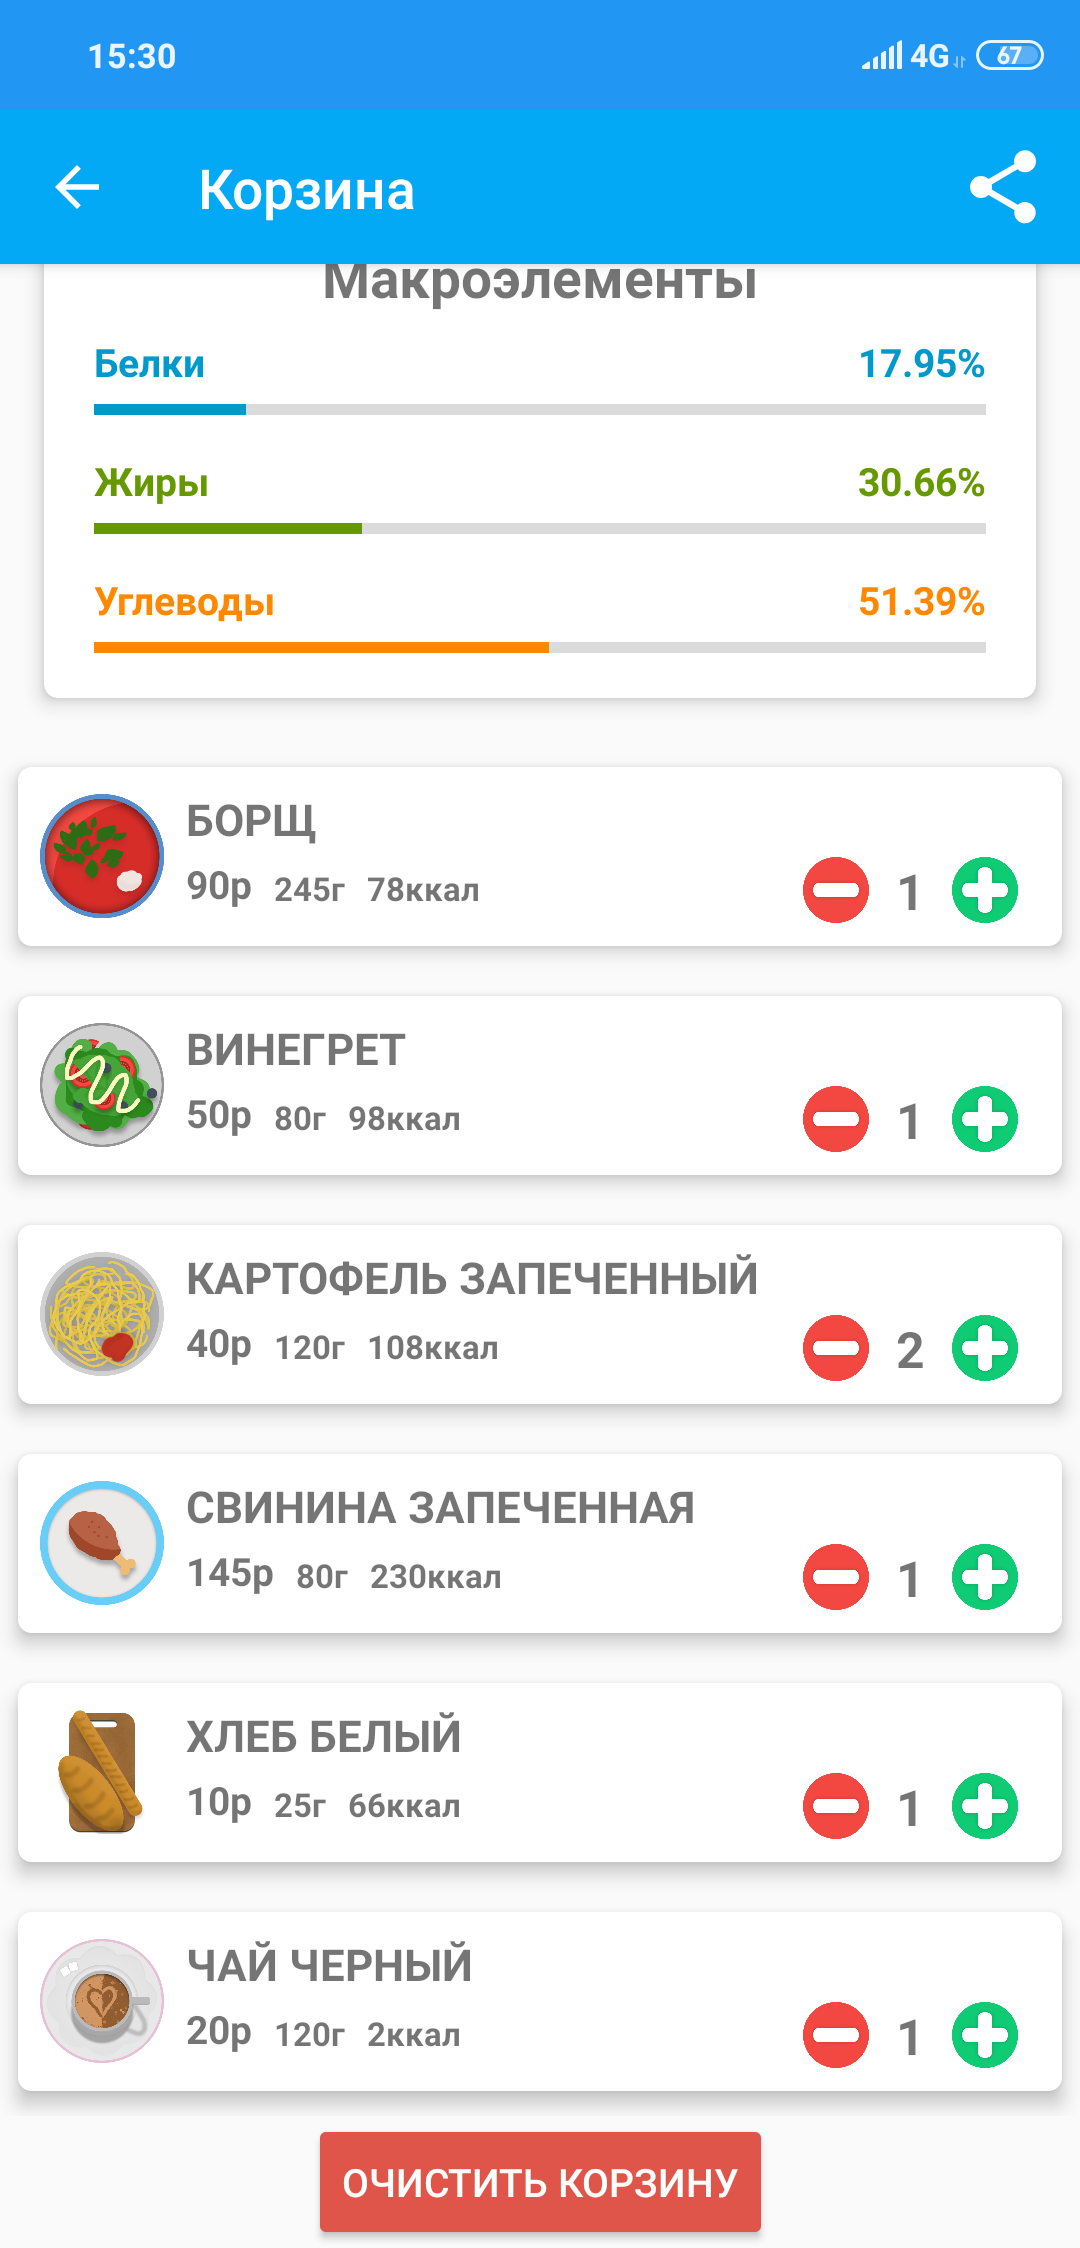 15:30 4G 67
Корзина
Макроэлементы
Белки 17.95%
Жиры 30.66%
Углеводы 51.39%
БОРЩ
90р 245г 78ккал 1
ВИНЕГРЕТ
50р 80г 98ккал 1
КАРТОФЕЛЬ ЗАПЕЧЕННЫЙ
40р 120г 108ккал 2
СВИНИНА ЗАПЕЧЕННАЯ
145р 80г 230ккал 1
ХЛЕБ БЕЛЫЙ
10р 25г 66ккал 1
ЧАЙ ЧЕРНЫЙ
20р 120г 2ккал 1
ОЧИСТИТЬ КОРЗИНУ